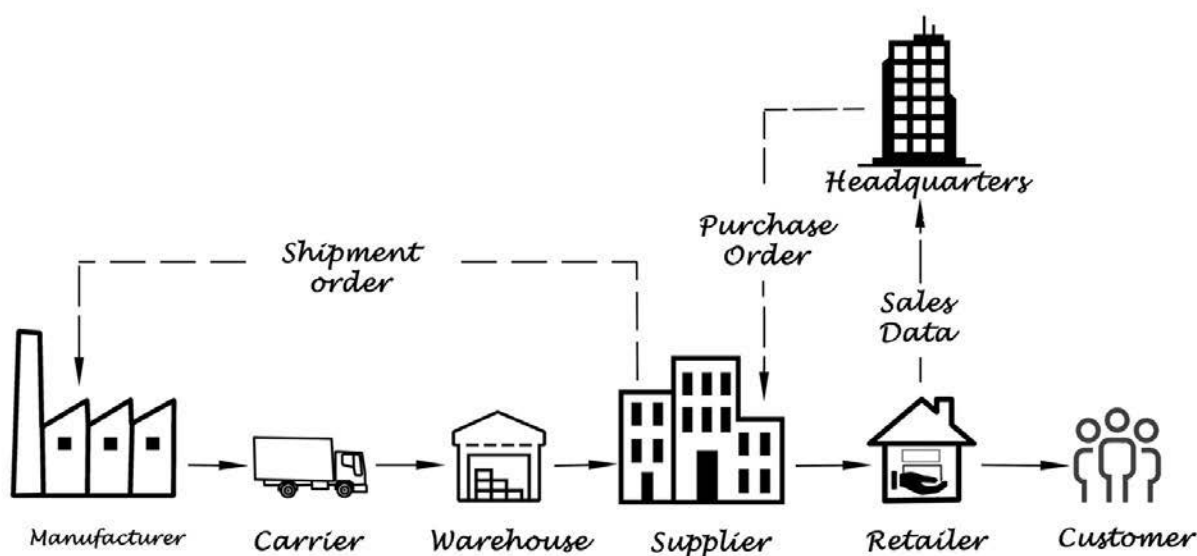 Headquarters
Purchase
Order
Shipment
order
Sales
Data
Manufacturer
Carrier
Warehouse
Supplier
Retailer
Customer